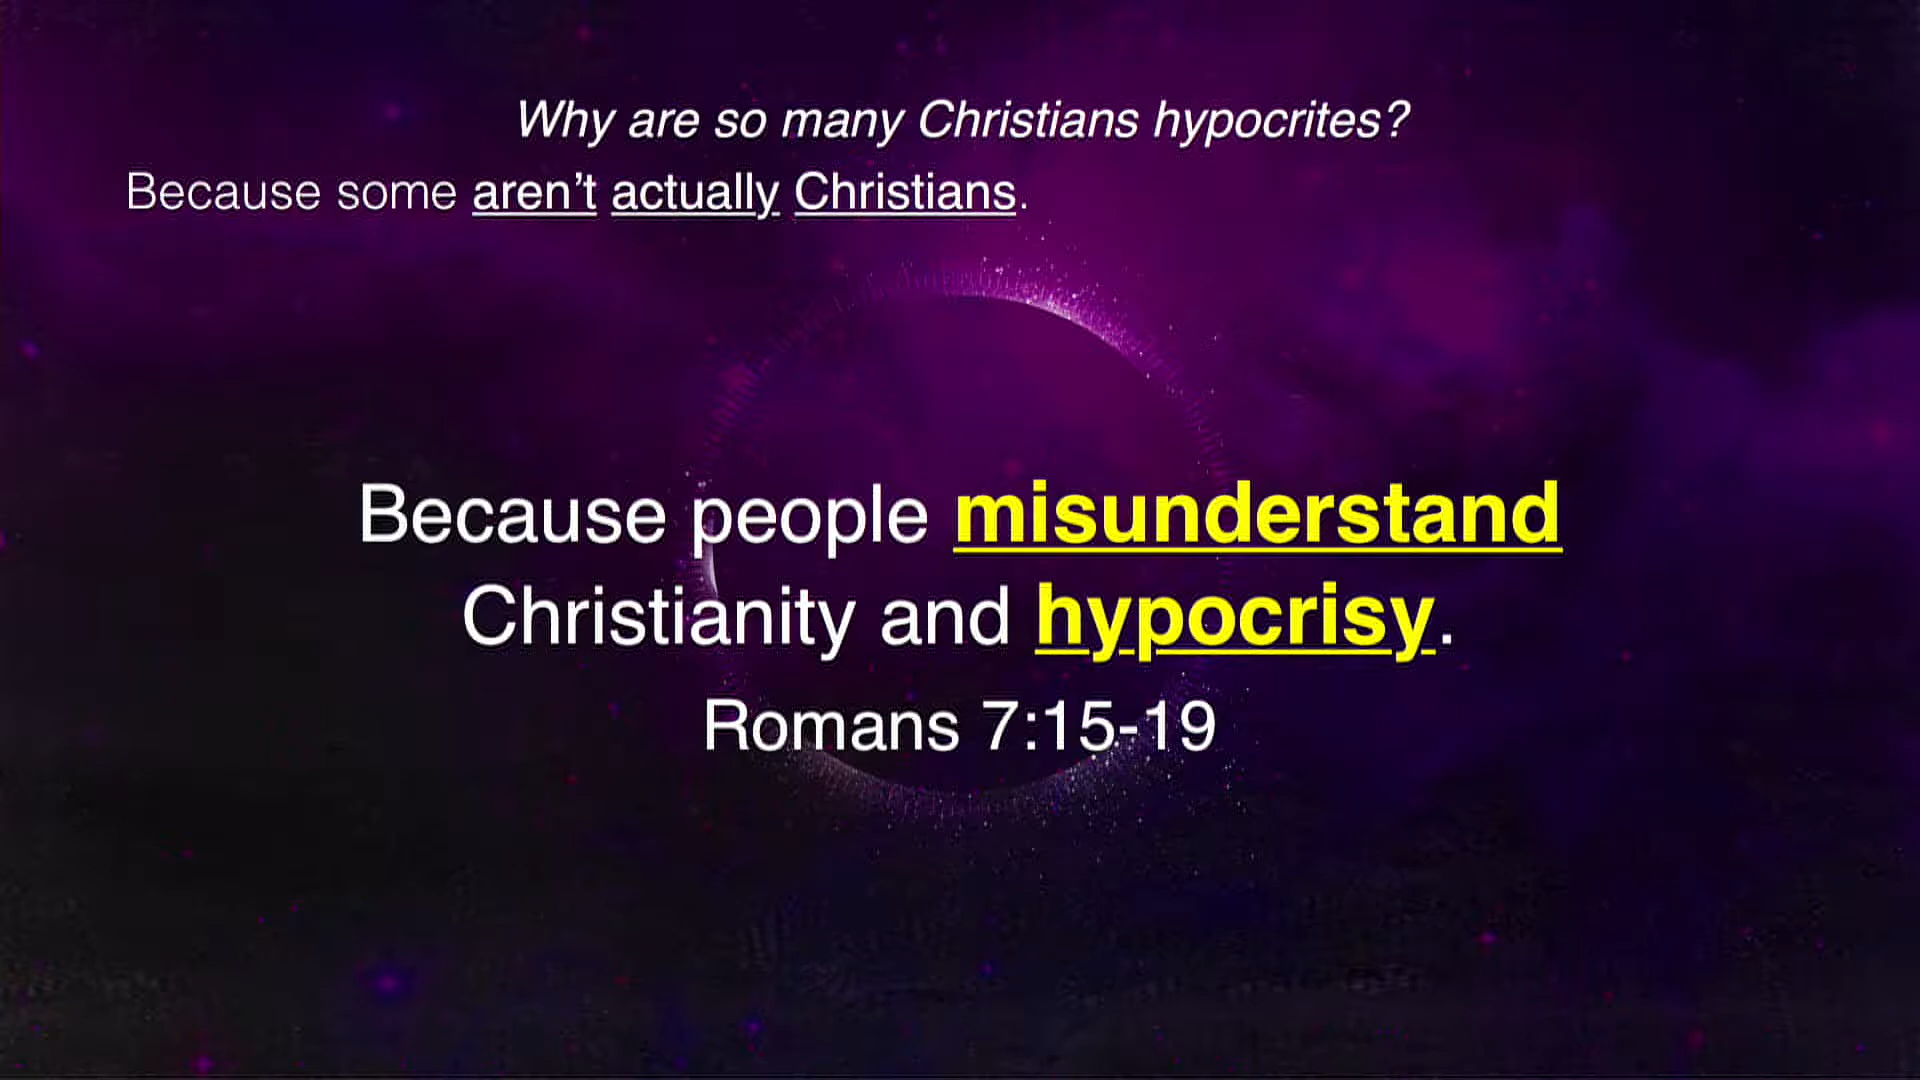 Why are so many Christians hypocrites?
Because some aren’t actually Christians.
Because people misunderstand
Christianity and hypocrisy.
Romans 7:15-19